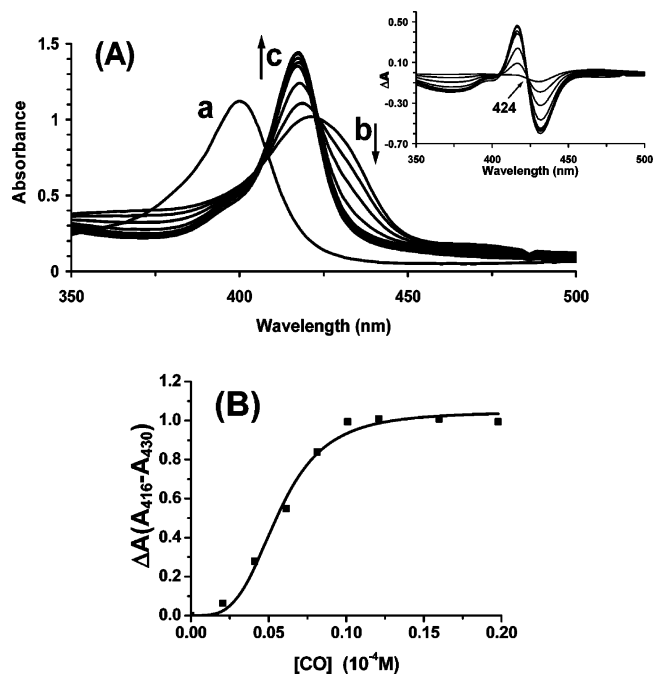 (A)
a
c
b
1.5
1
0.5
0
Absorbance
350
400
450
500
Wavelength (nm)
0.50
0.10
-0.30
-0.70
ΔA
424
350
400
450
500
Wavelength (nm)
(B)
1.2
1.0
0.8
0.6
0.4
0.2
0.0
ΔA(A416-A430)
0.00
0.05
0.10
0.15
0.20
[CO] (10-4M)